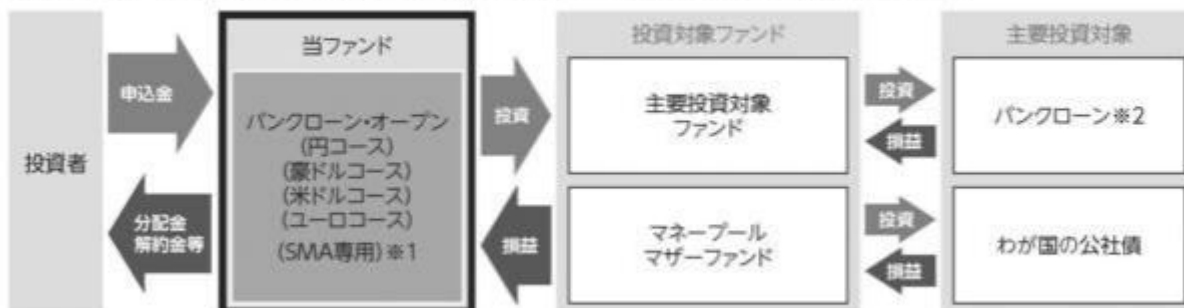 投資者
申込金
分配金
解約金等
当ファンド
バンクローン・オープン
(円コース)
(豪ドルコース)
(米ドルコース)
(ユーロコース)
(SMA専用)※1
投資
損益
投資対象ファンド
主要投資対象
ファンド
マネープール
マザーファンド
投資
損益
投資
損益
主要投資対象
バンクローン※2
わが国の公社債